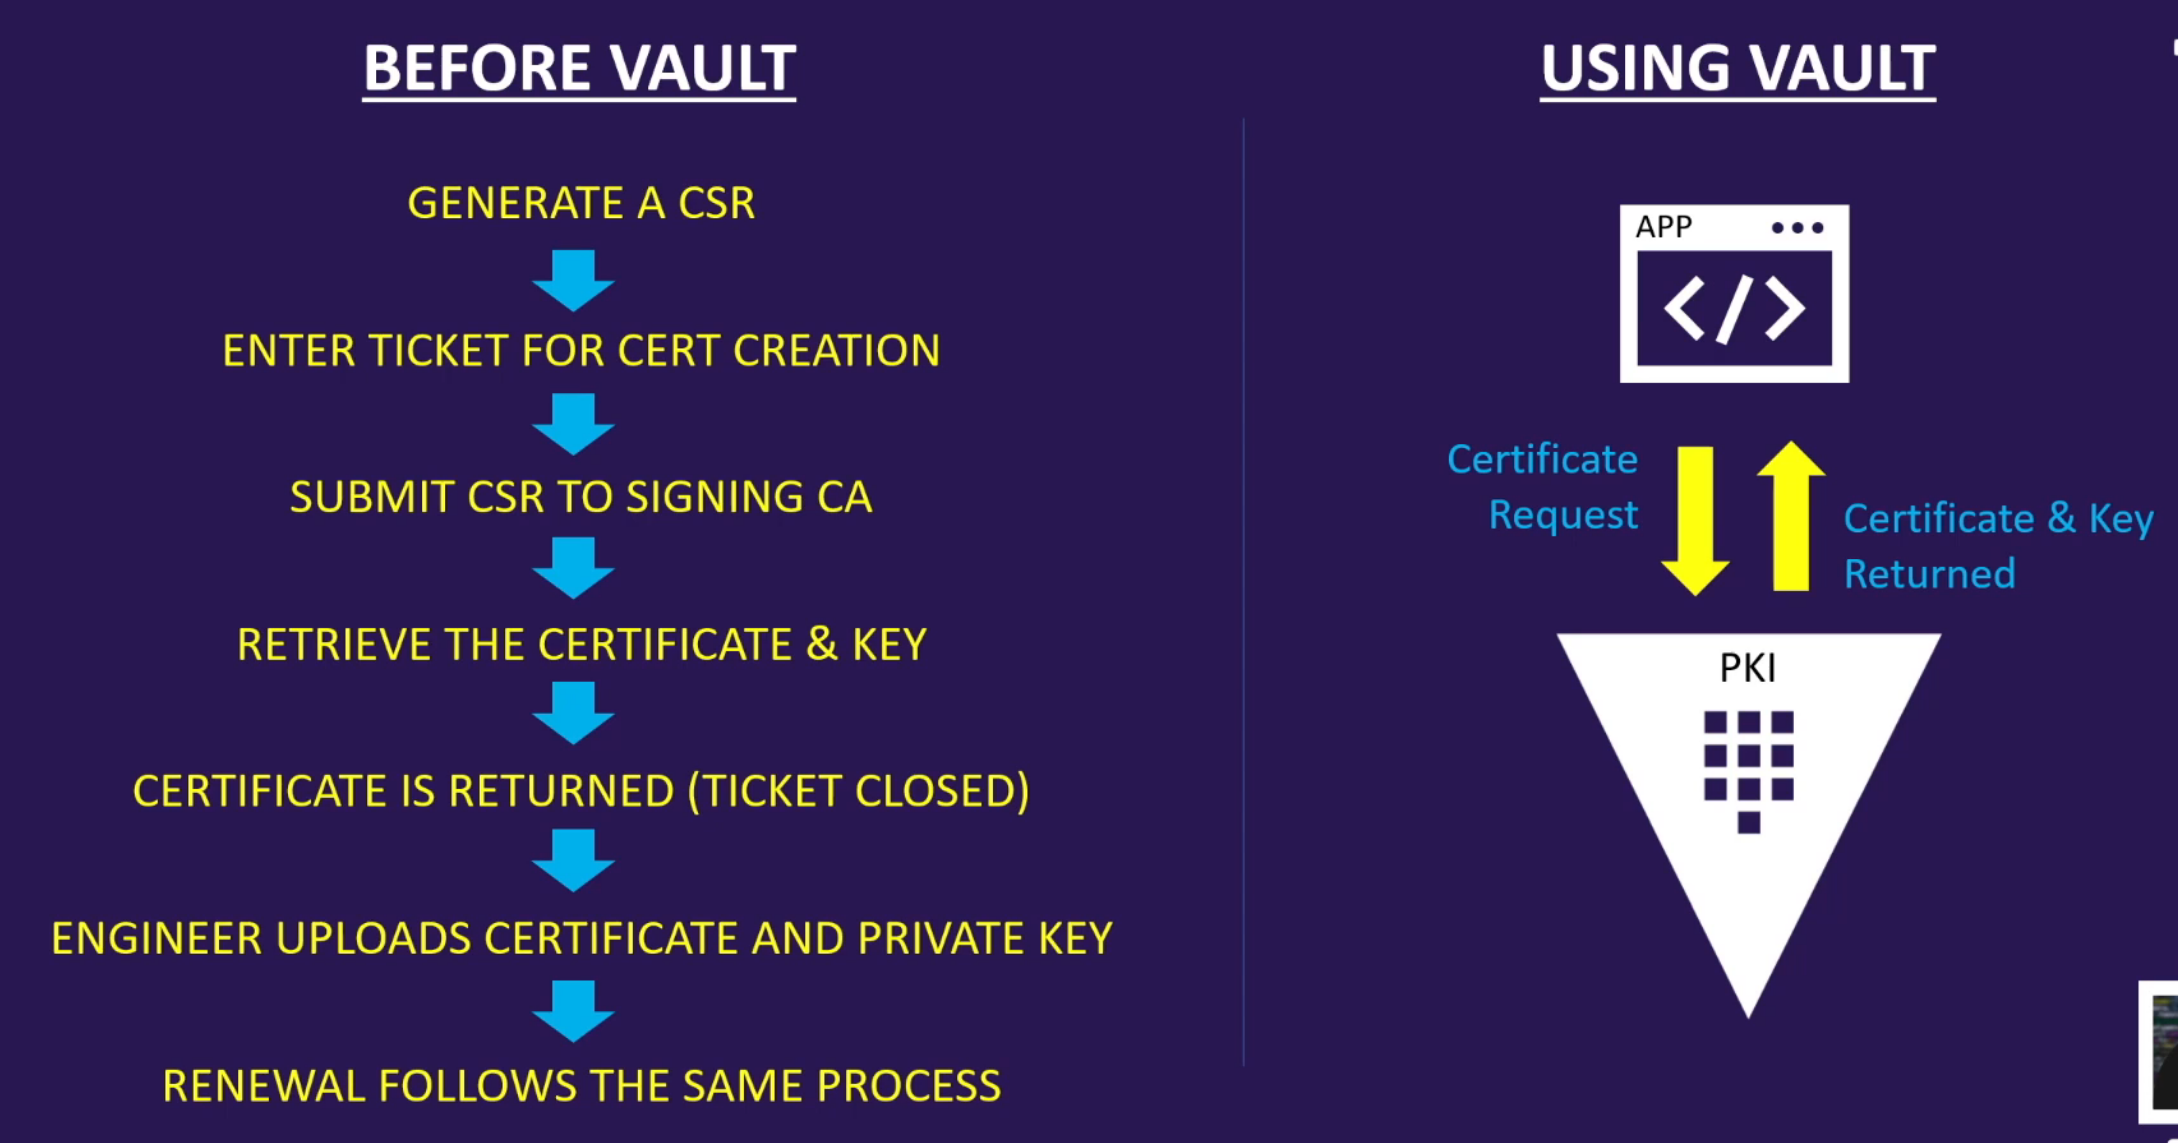 BEFORE VAULT
GENERATE A CSR
ENTER TICKET FOR CERT CREATION
SUBMIT CSR TO SIGNING CA
RETRIEVE THE CERTIFICATE & KEY
CERTIFICATE IS RETURNED (TICKET CLOSED)
ENGINEER UPLOADS CERTIFICATE AND PRIVATE KEY
RENEWAL FOLLOWS THE SAME PROCESS
USING VAULT
APP
</>
Certificate
Request
Certificate & Key
Returned
PKI